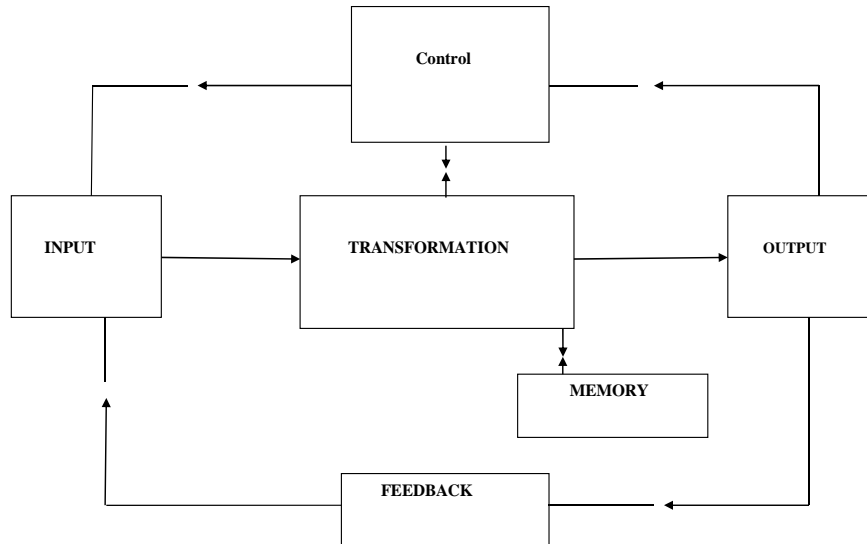 Control
INPUT
TRANSFORMATION
OUTPUT
MEMORY
FEEDBACK